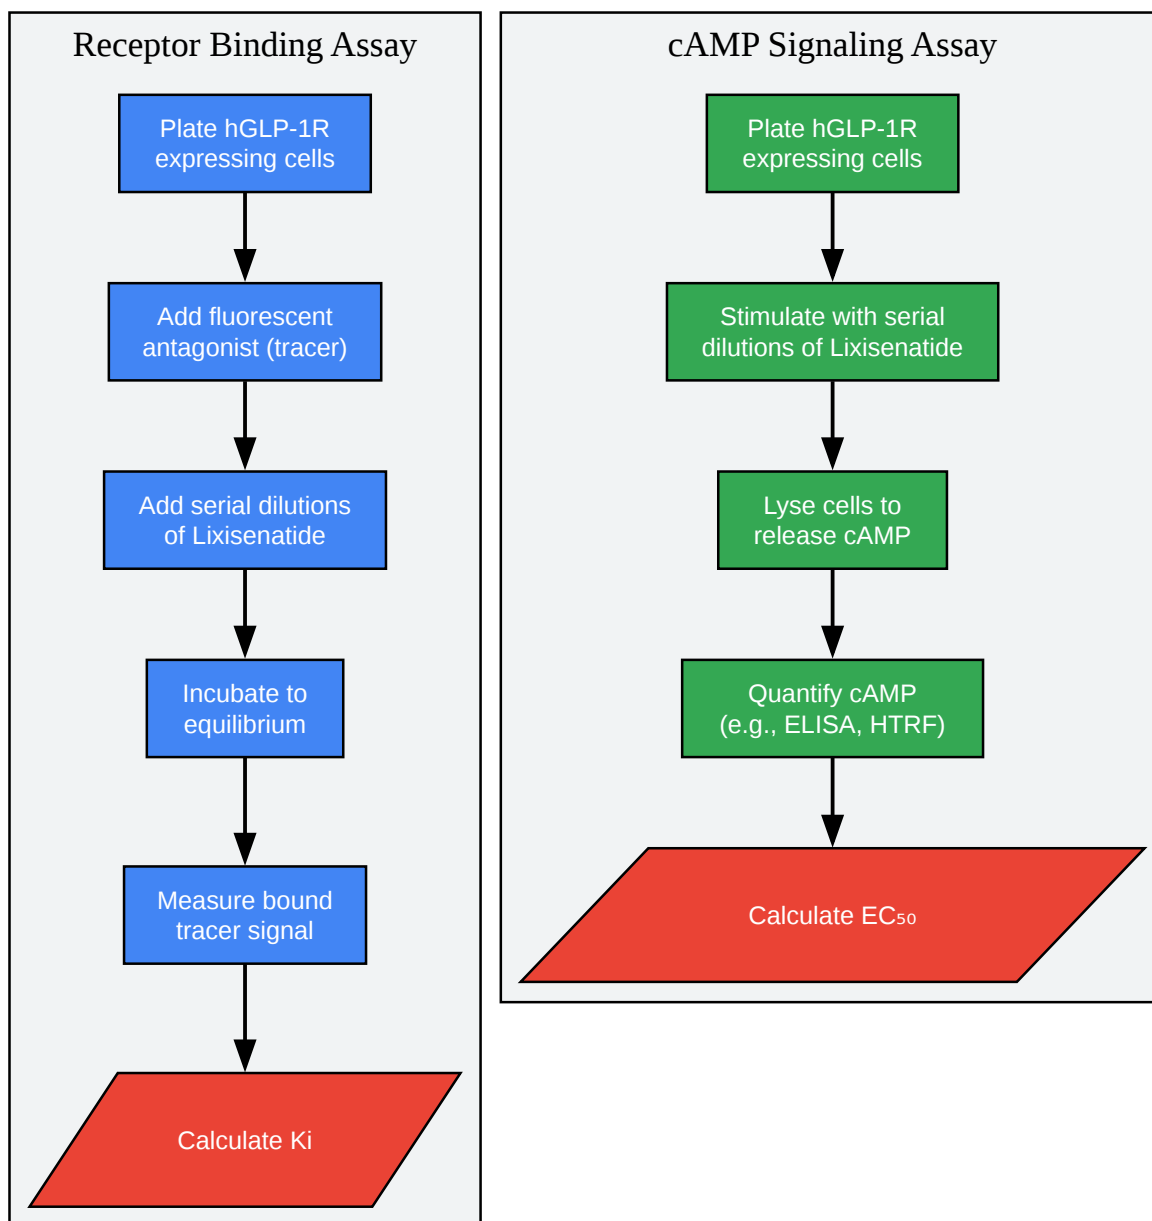 Receptor Binding Assay
Plate hGLP-1R
expressing cells
Add fluorescent
antagonist (tracer)
Add serial dilutions
of Lixisenatide
Incubate to
equilibrium
Measure bound
tracer signal
Calculate Ki
cAMP Signaling Assay
Plate hGLP-1R
expressing cells
Stimulate with serial
dilutions of Lixisenatide
Lyse cells to
release cAMP
Quantify cAMP
(e.g., ELISA, HTRF)
Calculate EC₅₀